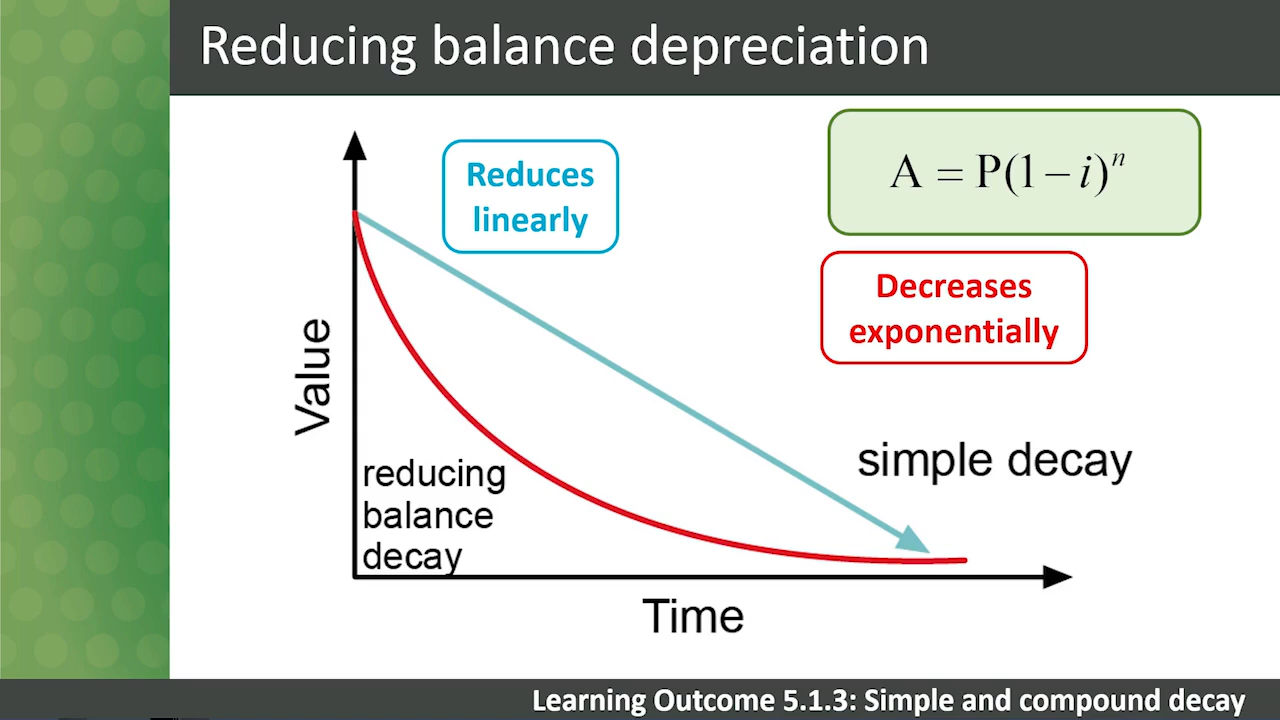 Reducing balance depreciation
Reduces
linearly
A = P(1 − i)ⁿ
Decreases
exponentially
Value
simple decay
reducing
balance
decay
Time
Learning Outcome 5.1.3: Simple and compound decay